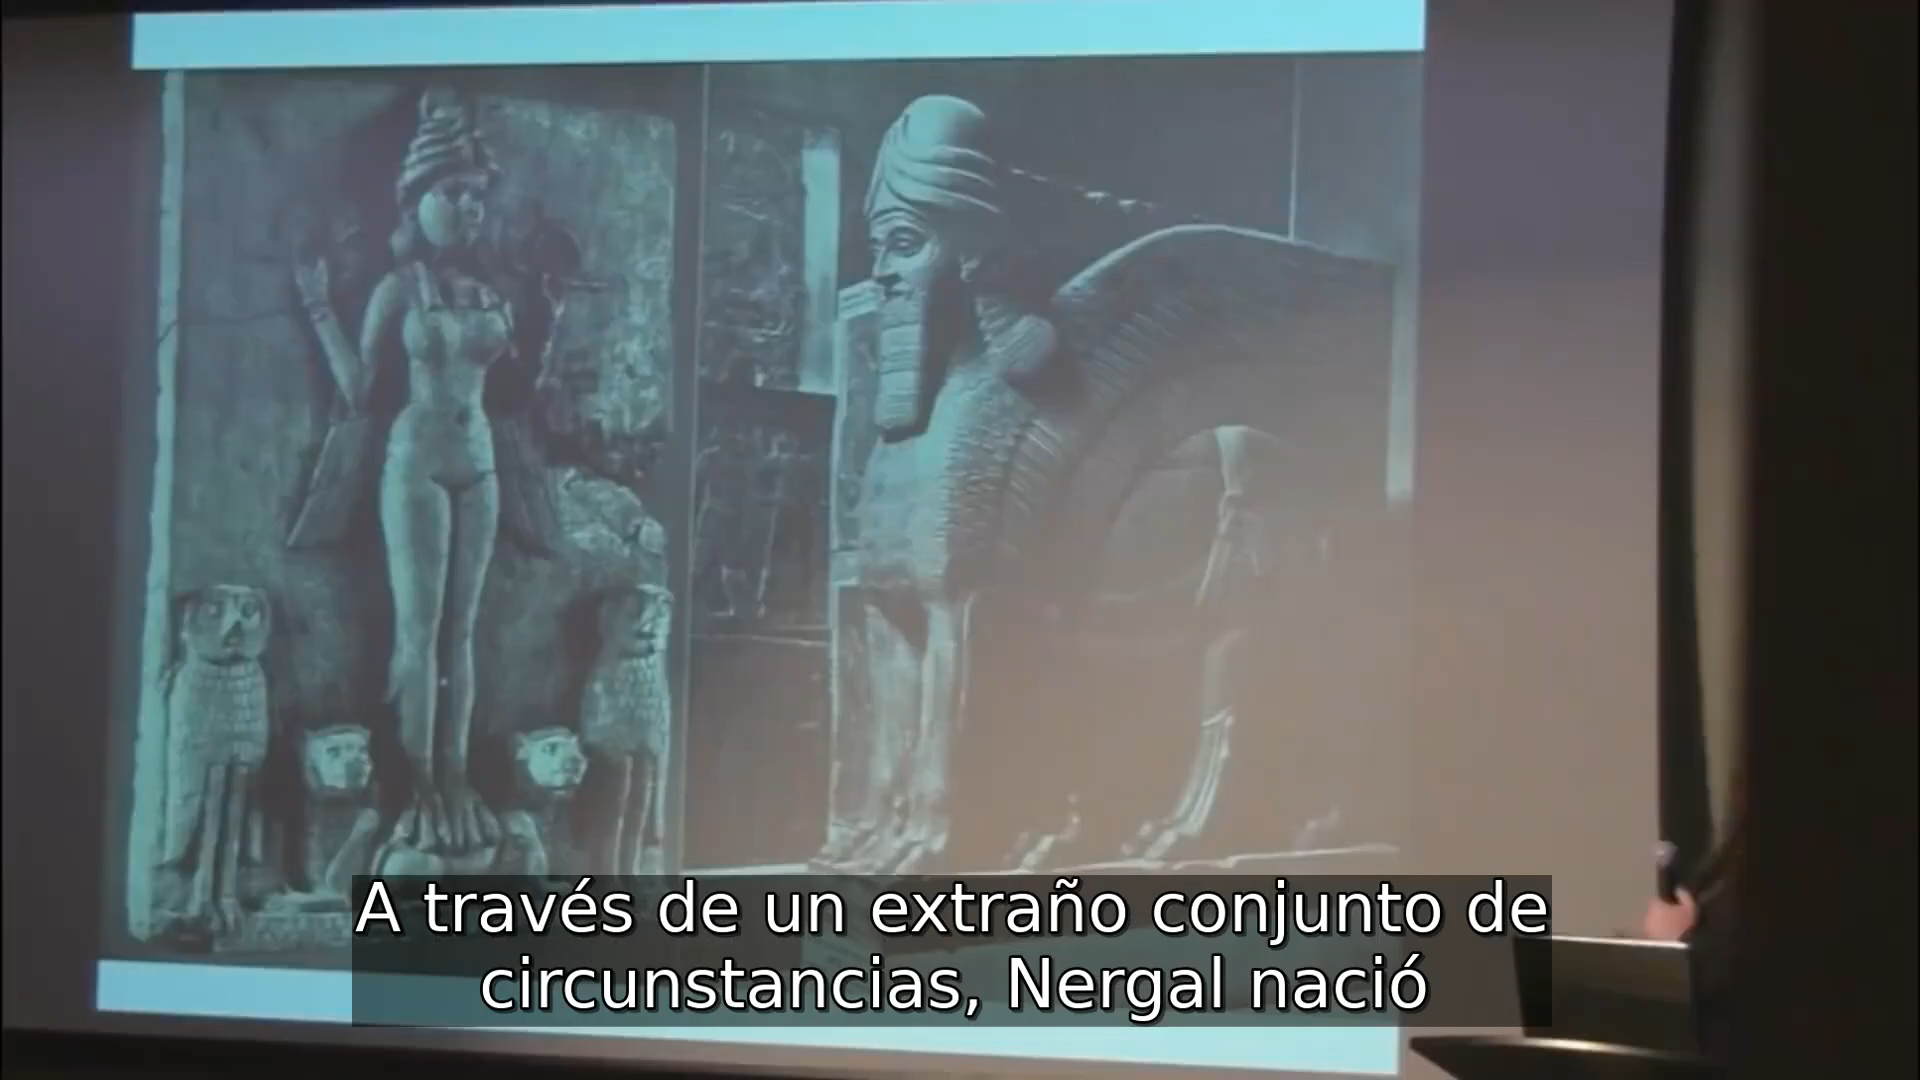 A través de un extraño conjunto de
circunstancias, Nergal nació